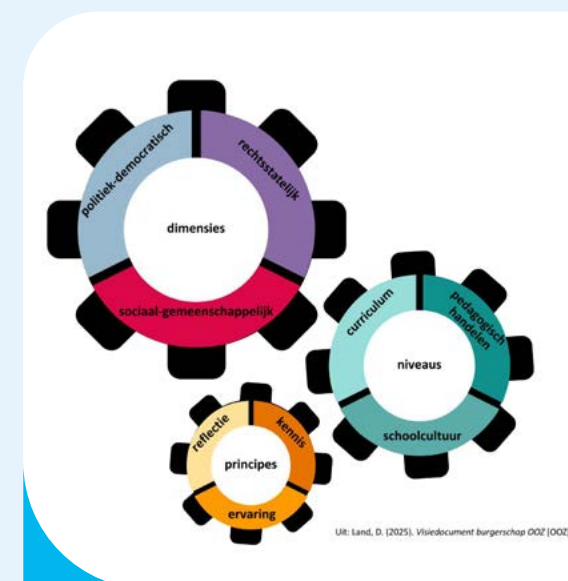 politiek-democratisch
rechtsstatelijk
dimensies
sociaal-gemeenschappelijk
curriculum
pedagogisch
handelen
niveaus
schoolcultuur
reflectie
kennis
principes
ervaring
Uit: Land, D. (2025). Visiedocument burgerschap OOZ [OOZ]